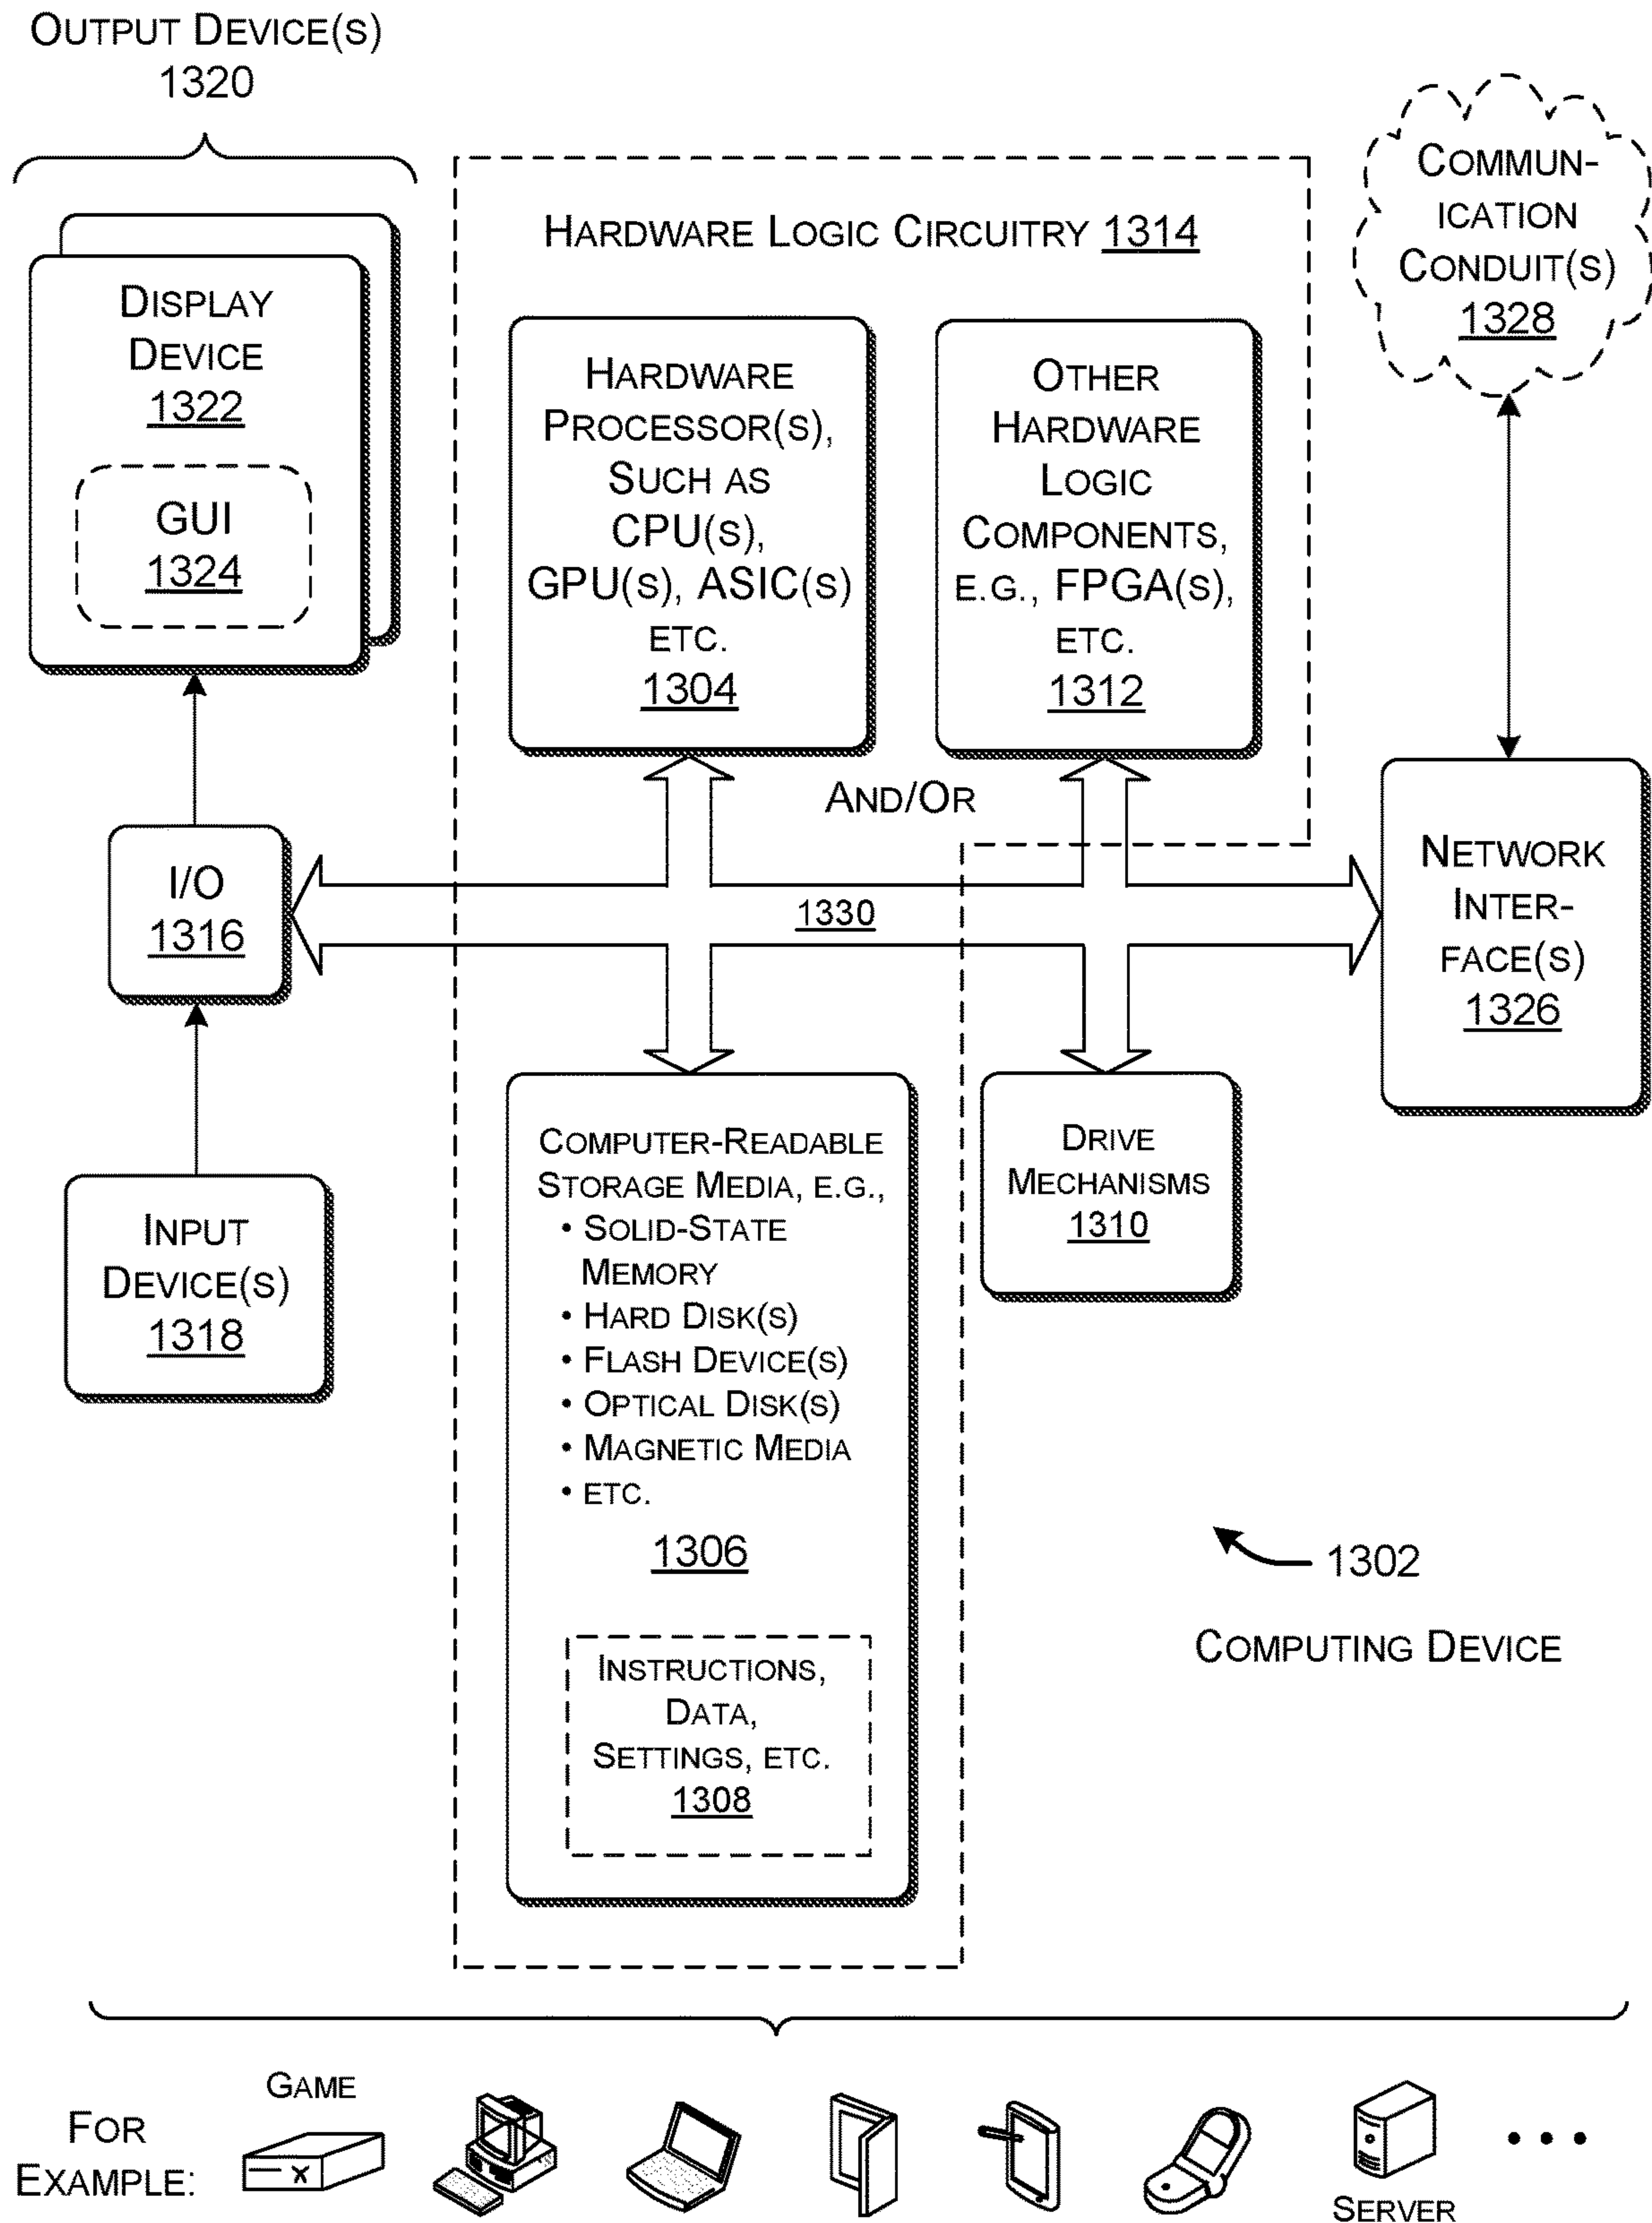 OUTPUT DEVICE(S)
1320
DISPLAY
DEVICE
1322
GUI
1324
I/O
1316
INPUT
DEVICE(S)
1318
HARDWARE LOGIC CIRCUITRY 1314
HARDWARE
PROCESSOR(S),
SUCH AS
CPU(S),
GPU(S), ASIC(S)
ETC.
1304
OTHER
HARDWARE
LOGIC
COMPONENTS,
E.G., FPGA(S),
ETC.
1312
AND/OR
1330
COMPUTER-READABLE
STORAGE MEDIA, E.G.,
• SOLID-STATE
MEMORY
• HARD DISK(S)
• FLASH DEVICE(S)
• OPTICAL DISK(S)
• MAGNETIC MEDIA
• ETC.
1306
INSTRUCTIONS,
DATA,
SETTINGS, ETC.
1308
DRIVE
MECHANISMS
1310
COMMUN-
ICATION
CONDUIT(S)
1328
NETWORK
INTER-
FACE(S)
1326
1302
COMPUTING DEVICE
FOR
EXAMPLE:
GAME
X
SERVER
• • •